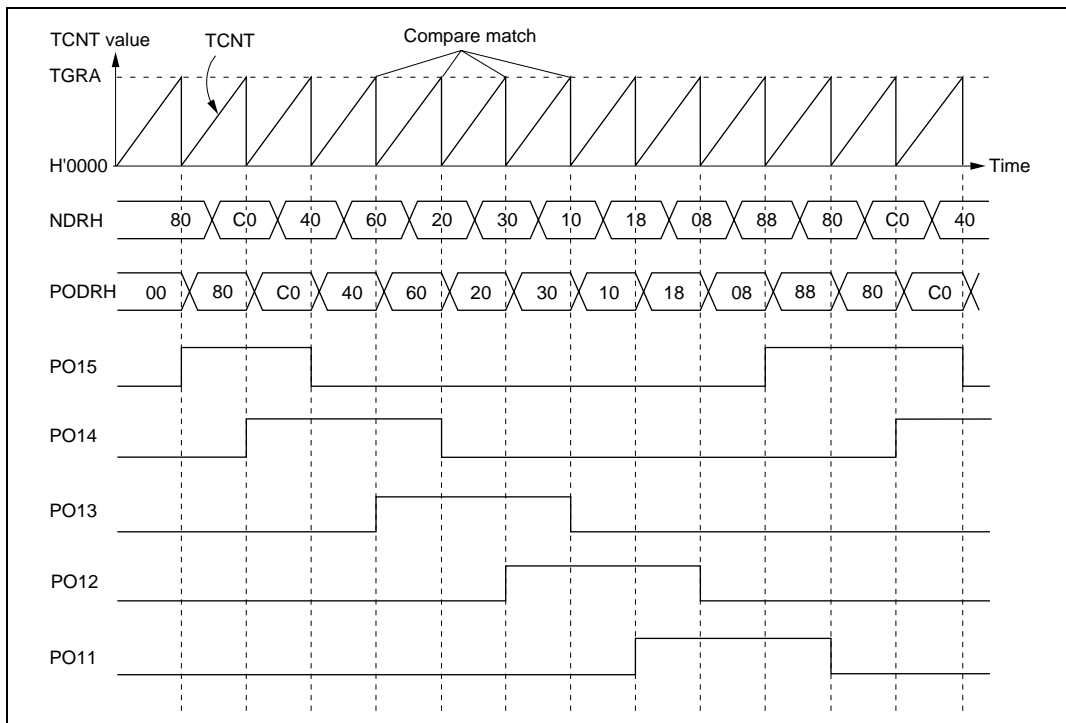 TCNT value
TCNT
Compare match
TGRA
H'0000
Time
NDRH
80 C0 40 60 20 30 10 18 08 88 80 C0 40
PODRH
00 80 C0 40 60 20 30 10 18 08 88 80 C0
PO15
PO14
PO13
PO12
PO11